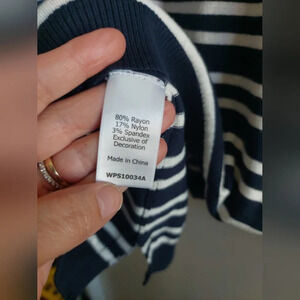 80% Rayon
17% Nylon
3% Spandex
Exclusive of
Decoration
Made in China
WPS10034A